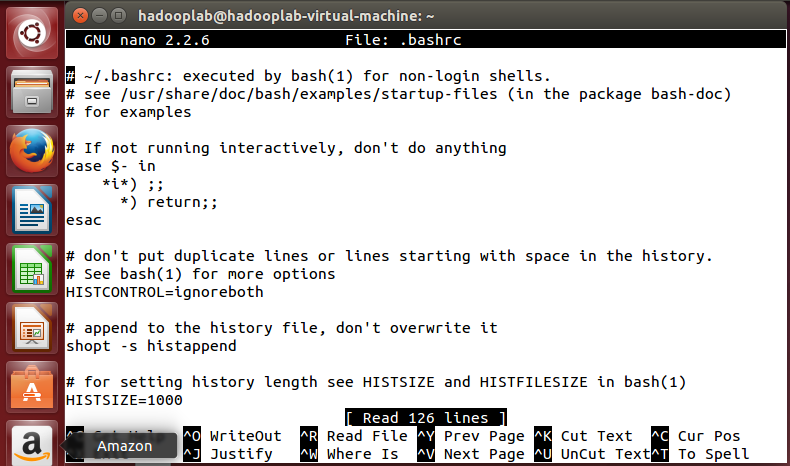 hadooplab@hadooplab-virtual-machine: ~
GNU nano 2.2.6 File: .bashrc
# ~/.bashrc: executed by bash(1) for non-login shells.
# see /usr/share/doc/bash/examples/startup-files (in the package bash-doc)
# for examples
# If not running interactively, don't do anything
case $- in
*i*) ;;
*) return;;
esac
# don't put duplicate lines or lines starting with space in the history.
# See bash(1) for more options
HISTCONTROL=ignoreboth
# append to the history file, don't overwrite it
shopt -s histappend
# for setting history length see HISTSIZE and HISTFILESIZE in bash(1)
HISTSIZE=1000
[ Read 126 lines ]
^O WriteOut ^R Read File ^Y Prev Page ^K Cut Text ^C Cur Pos
^J Justify ^W Where Is ^V Next Page ^U UnCut Text ^T To Spell
Amazon